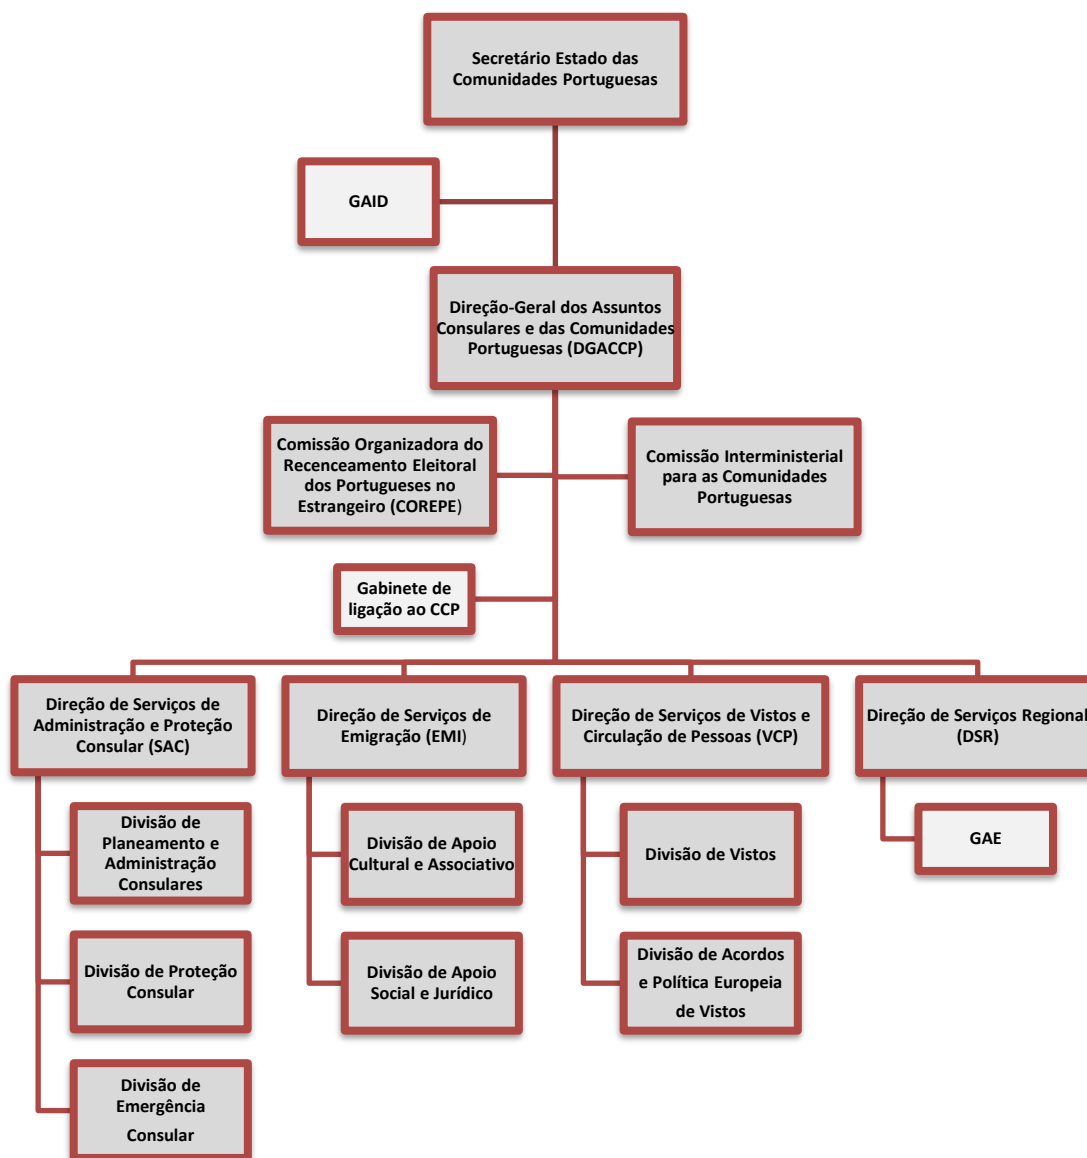 Secretário Estado das
Comunidades Portuguesas
GAID
Direção-Geral dos Assuntos
Consulares e das Comunidades
Portuguesas (DGACCP)
Comissão Organizadora do
Recenceamento Eleitoral
dos Portugueses no
Estrangeiro (COREPE)
Comissão Interministerial
para as Comunidades
Portuguesas
Gabinete de
ligação ao CCP
Direção de Serviços de
Administração e Proteção
Consular (SAC)
Direção de Serviços de
Emigração (EMI)
Direção de Serviços de Vistos e
Circulação de Pessoas (VCP)
Direção de Serviços Regional
(DSR)
Divisão de
Planeamento e
Administração
Consulares
Divisão de Apoio
Cultural e Associativo
Divisão de Vistos
GAE
Divisão de Proteção
Consular
Divisão de Apoio
Social e Jurídico
Divisão de Acordos
e Política Europeia
de Vistos
Divisão de
Emergência
Consular